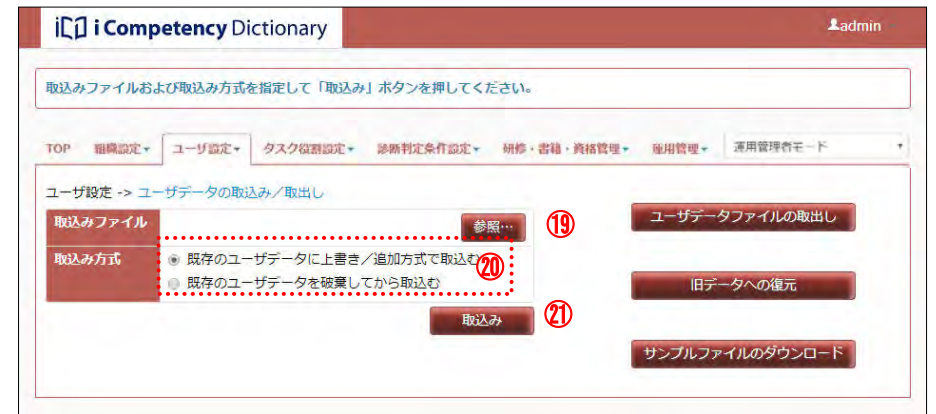 i Competency Dictionary
admin
取込みファイルおよび取込み方式を指定して「取込み」ボタンを押してください。
TOP 組織設定 ユーザ設定 タスク役割設定 診断判定条件設定 研修・書籍・資格管理 運用管理 運用管理者モード
ユーザ設定 -> ユーザデータの取込み／取出し
取込みファイル 参照… ⑲ ユーザデータファイルの取出し
取込み方式 既存のユーザデータに上書き／追加方式で取込む ⑳
既存のユーザデータを破棄してから取込む 旧データへの復元
取込み ㉑
サンプルファイルのダウンロード